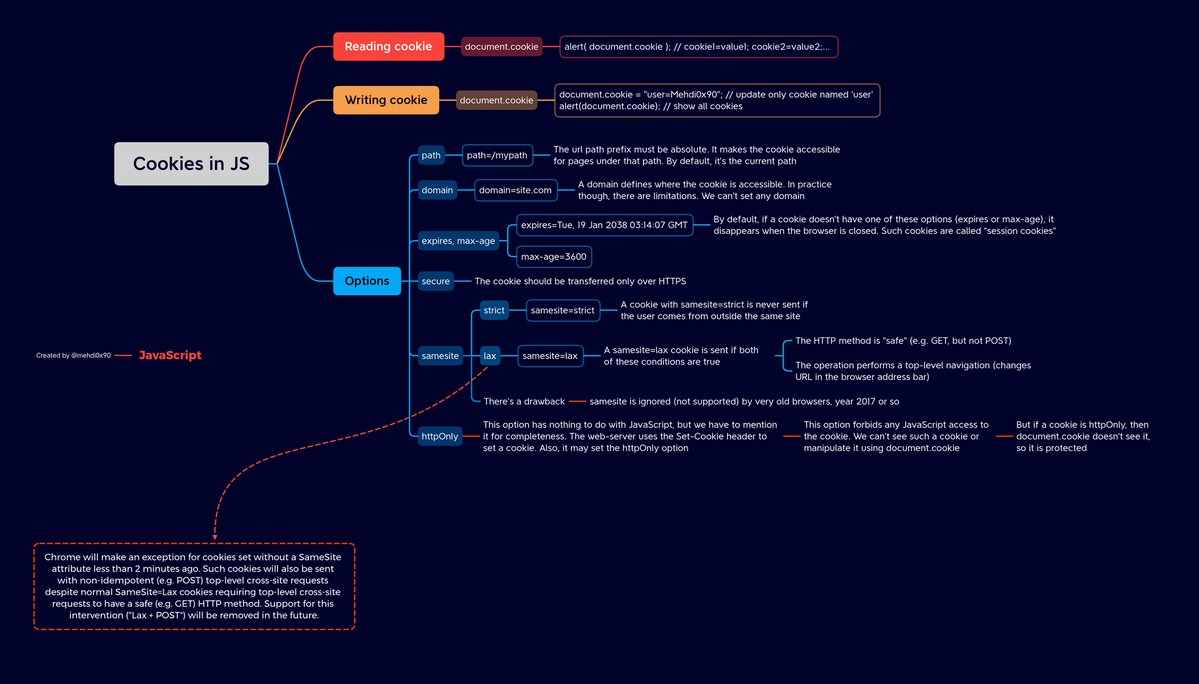 Cookies in JS
Reading cookie
document.cookie
alert( document.cookie ); // cookie1=value1; cookie2=value2;...
Writing cookie
document.cookie
document.cookie = "user=Mehdi0x90"; // update only cookie named 'user'
alert(document.cookie); // show all cookies
Options
path
path=/mypath
The url path prefix must be absolute. It makes the cookie accessible
for pages under that path. By default, it's the current path
domain
domain=site.com
A domain defines where the cookie is accessible. In practice
though, there are limitations. We can't set any domain
expires, max-age
expires=Tue, 19 Jan 2038 03:14:07 GMT
By default, if a cookie doesn't have one of these options (expires or max-age), it
disappears when the browser is closed. Such cookies are called "session cookies"
max-age=3600
secure
The cookie should be transferred only over HTTPS
samesite
strict
samesite=strict
A cookie with samesite=strict is never sent if
the user comes from outside the same site
lax
samesite=lax
A samesite=lax cookie is sent if both
of these conditions are true
The HTTP method is "safe" (e.g. GET, but not POST)
The operation performs a top-level navigation (changes
URL in the browser address bar)
There's a drawback
samesite is ignored (not supported) by very old browsers, year 2017 or so
httpOnly
This option has nothing to do with JavaScript, but we have to mention
it for completeness. The web-server uses the Set-Cookie header to
set a cookie. Also, it may set the httpOnly option
This option forbids any JavaScript access to
the cookie. We can't see such a cookie or
manipulate it using document.cookie
But if a cookie is httpOnly, then
document.cookie doesn't see it,
so it is protected
Created by @mehdi0x90
JavaScript
Chrome will make an exception for cookies set without a SameSite
attribute less than 2 minutes ago. Such cookies will also be sent
with non-idempotent (e.g. POST) top-level cross-site requests
despite normal SameSite=Lax cookies requiring top-level cross-site
requests to have a safe (e.g. GET) HTTP method. Support for this
intervention ("Lax + POST") will be removed in the future.